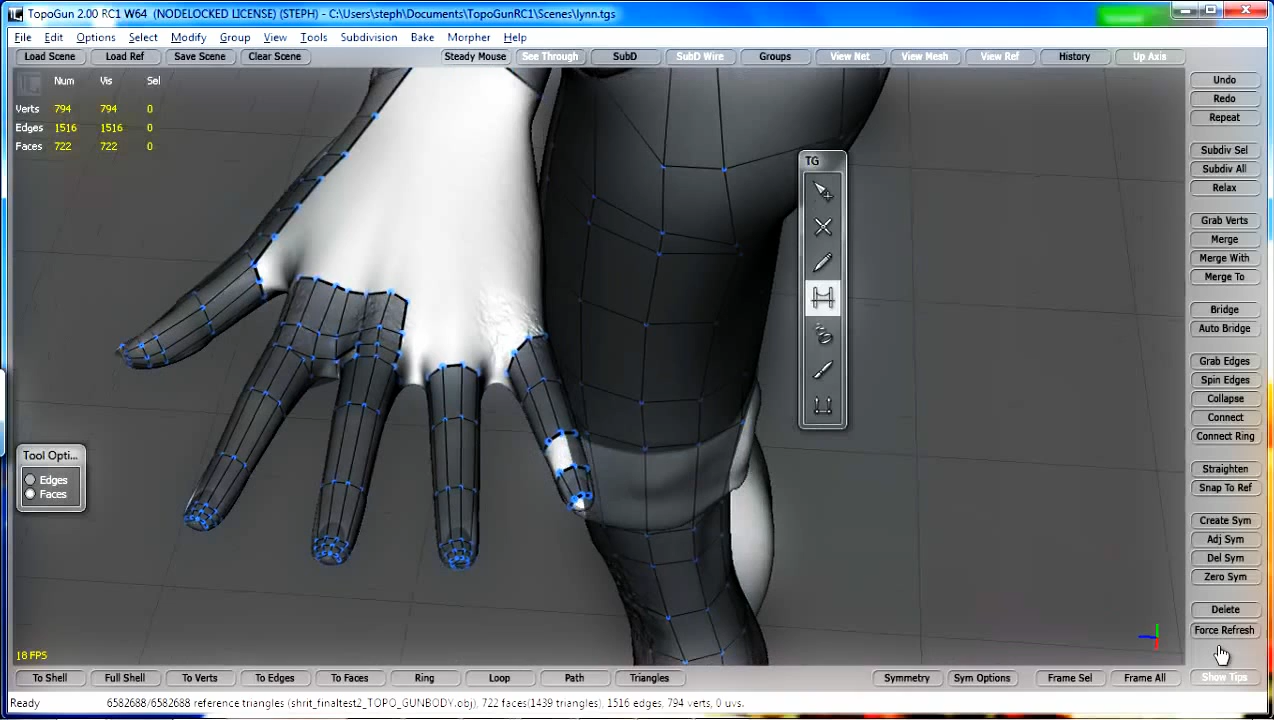 TopoGun 2.00 RC1 W64 (NODELOCKED LICENSE) (STEPH) - C:\Users\steph\Documents\TopoGunRC1\Scenes\lynn.tgs
File Edit Options Select Modify Group View Tools Subdivision Bake Morpher Help
Load Scene Load Ref Save Scene Clear Scene Steady Mouse See Through SubD SubD Wire Groups View Net View Mesh View Ref History Up Axis
Num Vis Sel
Verts 794 794 0
Edges 1516 1516 0
Faces 722 722 0
TG
Undo
Redo
Repeat
Subdiv Sel
Subdiv All
Relax
Grab Verts
Merge
Merge With
Merge To
Bridge
Auto Bridge
Grab Edges
Spin Edges
Collapse
Connect
Connect Ring
Straighten
Snap To Ref
Create Sym
Adj Sym
Del Sym
Zero Sym
Delete
Force Refresh
Show Tips
Tool Opti...
Edges
Faces
18 FPS
To Shell Full Shell To Verts To Edges To Faces Ring Loop Path Triangles Symmetry Sym Options Frame Sel Frame All
Ready 6582688/6582688 reference triangles (shrit_finaltest2_TOPO_GUNBODY.obj), 722 faces(1439 triangles), 1516 edges, 794 verts, 0 uvs.